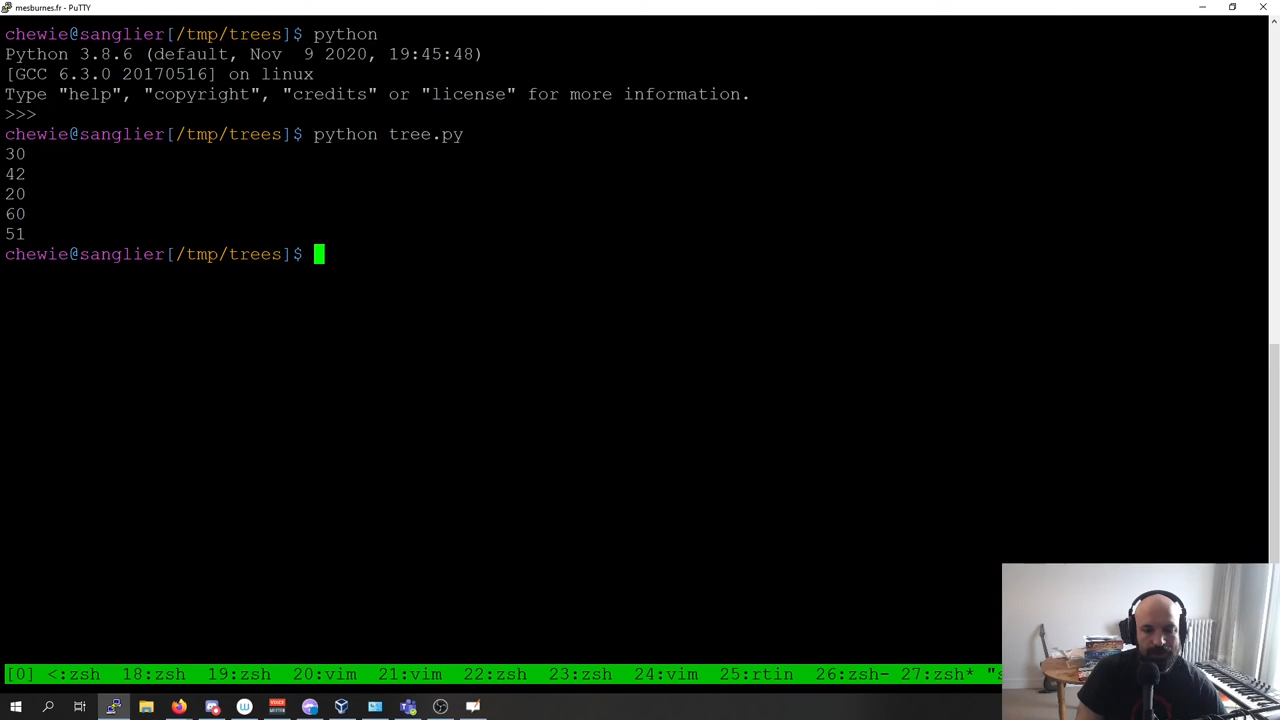 mesburnes.fr - PuTTY
chewie@sanglier[/tmp/trees]$ python
Python 3.8.6 (default, Nov  9 2020, 19:45:48)
[GCC 6.3.0 20170516] on linux
Type "help", "copyright", "credits" or "license" for more information.
>>>
chewie@sanglier[/tmp/trees]$ python tree.py
30
42
20
60
51
chewie@sanglier[/tmp/trees]$
[0] <:zsh  18:zsh  19:zsh  20:vim  21:vim  22:zsh  23:zsh  24:vim  25:rtin  26:zsh- 27:zsh* "s